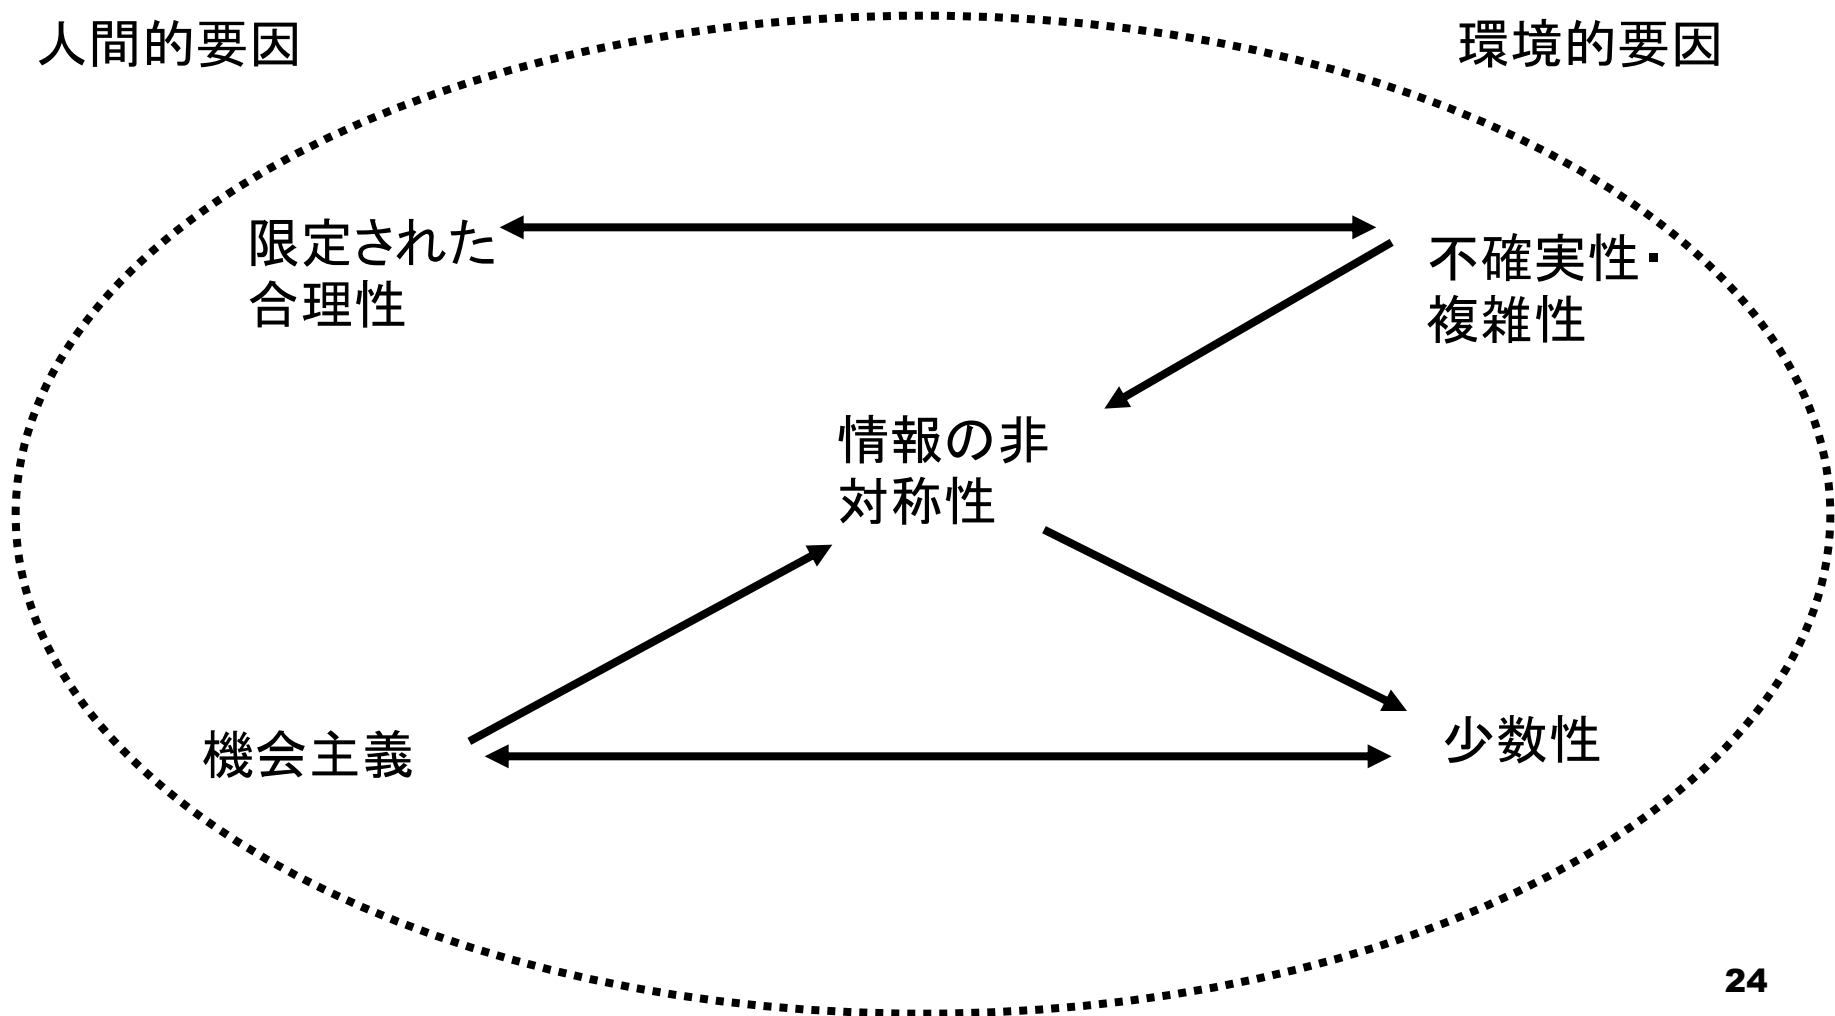 人間的要因
環境的要因
限定された
合理性
不確実性・
複雑性
情報の非
対称性
機会主義
少数性
24